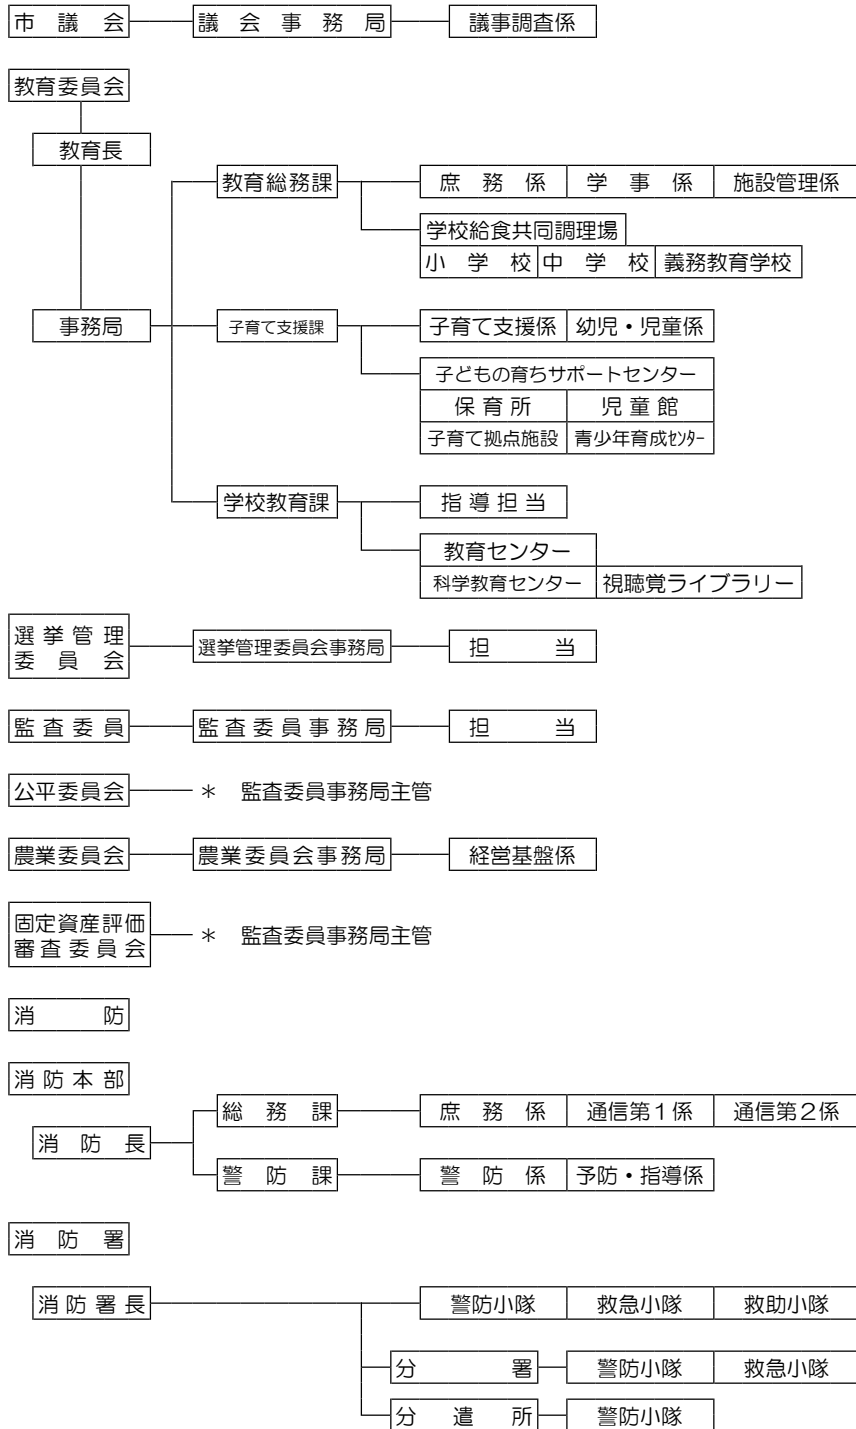 市議会 議会事務局 議事調査係
教育委員会
教育長
教育総務課 庶務係 学事係 施設管理係
学校給食共同調理場
小学校 中学校 義務教育学校
事務局 子育て支援課 子育て支援係 幼児・児童係
子どもの育ちサポートセンター
保育所 児童館
子育て拠点施設 青少年育成ｾﾝﾀｰ
学校教育課 指導担当
教育センター
科学教育センター 視聴覚ライブラリー
選挙管理
委員会
選挙管理委員会事務局 担当
監査委員 監査委員事務局 担当
公平委員会 ＊ 監査委員事務局主管
農業委員会 農業委員会事務局 経営基盤係
固定資産評価
審査委員会
＊ 監査委員事務局主管
消防
消防本部
総務課 庶務係 通信第１係 通信第２係
消防長
警防課 警防係 予防・指導係
消防署
消防署長 警防小隊 救急小隊 救助小隊
分署 警防小隊 救急小隊
分遣所 警防小隊